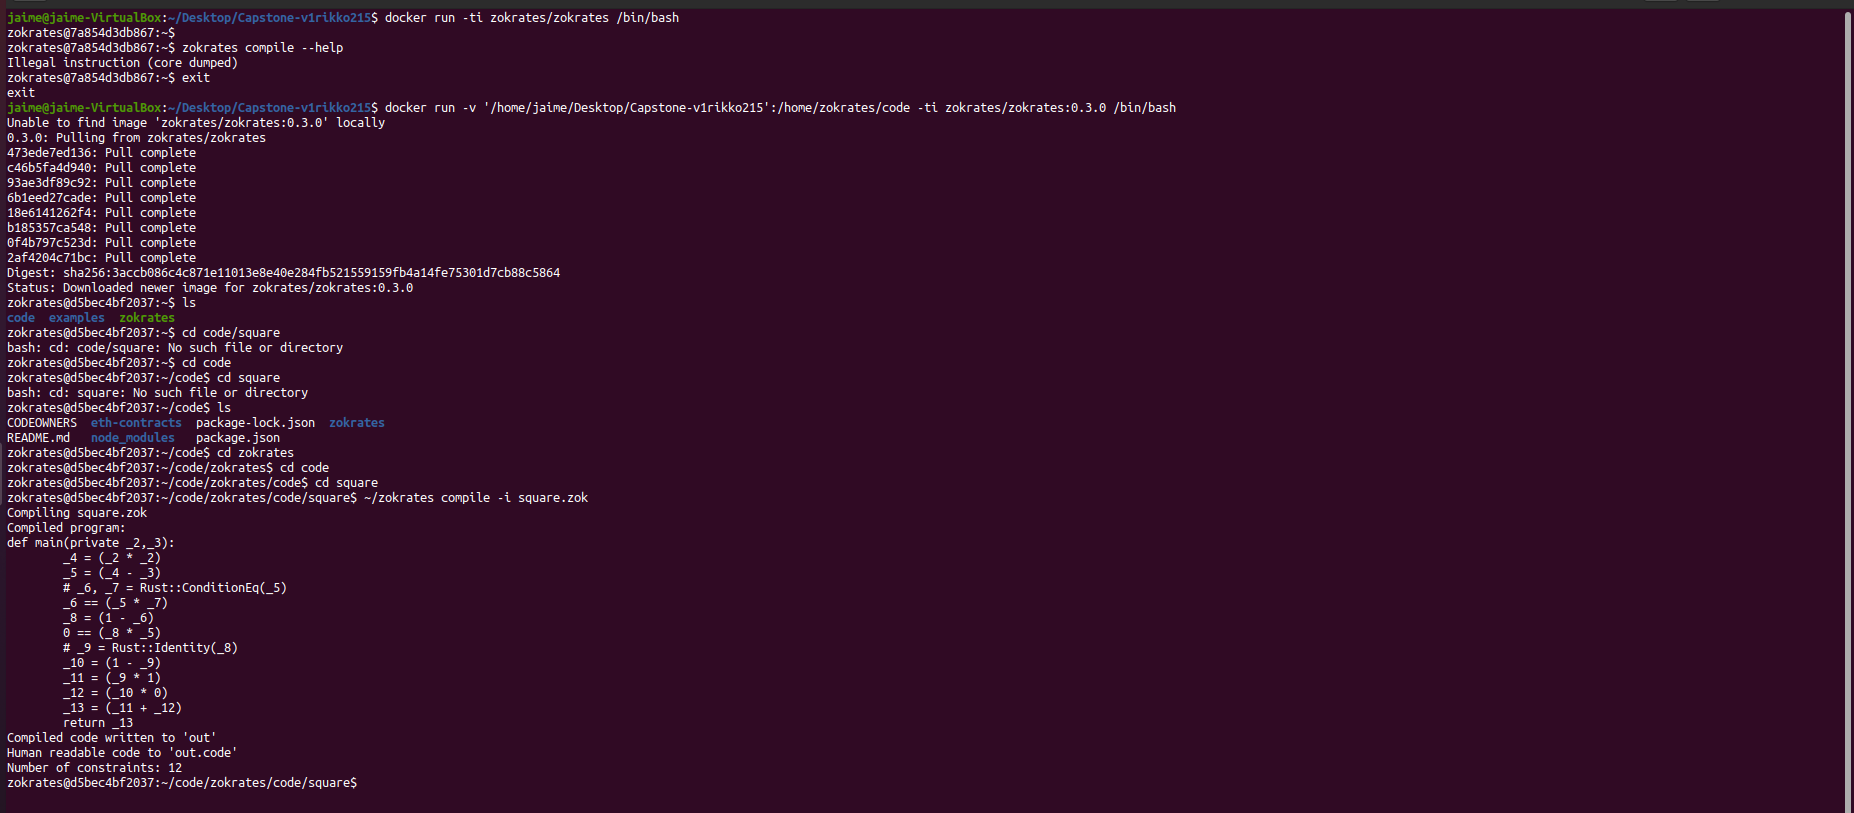 jaime@jaime-VirtualBox:~/Desktop/Capstone-v1rikko215$ docker run -ti zokrates/zokrates /bin/bash
zokrates@7a854d3db867:~$
zokrates@7a854d3db867:~$ zokrates compile --help
Illegal instruction (core dumped)
zokrates@7a854d3db867:~$ exit
exit
jaime@jaime-VirtualBox:~/Desktop/Capstone-v1rikko215$ docker run -v '/home/jaime/Desktop/Capstone-v1rikko215':/home/zokrates/code -ti zokrates/zokrates:0.3.0 /bin/bash
Unable to find image 'zokrates/zokrates:0.3.0' locally
0.3.0: Pulling from zokrates/zokrates
473ede7ed136: Pull complete
c46b5fa4d940: Pull complete
93ae3df89c92: Pull complete
6b1eed27cade: Pull complete
18e6141262f4: Pull complete
b185357ca548: Pull complete
0f4b797c523d: Pull complete
2af4204c71bc: Pull complete
Digest: sha256:3accb086c4c871e11013e8e40e284fb521559159fb4a14fe75301d7cb88c5864
Status: Downloaded newer image for zokrates/zokrates:0.3.0
zokrates@d5bec4bf2037:~$ ls
code  examples  zokrates
zokrates@d5bec4bf2037:~$ cd code/square
bash: cd: code/square: No such file or directory
zokrates@d5bec4bf2037:~$ cd code
zokrates@d5bec4bf2037:~/code$ cd square
bash: cd: square: No such file or directory
zokrates@d5bec4bf2037:~/code$ ls
CODEOWNERS  eth-contracts  package-lock.json  zokrates
README.md   node_modules   package.json
zokrates@d5bec4bf2037:~/code$ cd zokrates
zokrates@d5bec4bf2037:~/code/zokrates$ cd code
zokrates@d5bec4bf2037:~/code/zokrates/code$ cd square
zokrates@d5bec4bf2037:~/code/zokrates/code/square$ ~/zokrates compile -i square.zok
Compiling square.zok
Compiled program:
def main(private _2,_3):
        _4 = (_2 * _2)
        _5 = (_4 - _3)
        # _6, _7 = Rust::ConditionEq(_5)
        _6 == (_5 * _7)
        _8 = (1 - _6)
        0 == (_8 * _5)
        # _9 = Rust::Identity(_8)
        _10 = (1 - _9)
        _11 = (_9 * 1)
        _12 = (_10 * 0)
        _13 = (_11 + _12)
        return _13
Compiled code written to 'out'
Human readable code to 'out.code'
Number of constraints: 12
zokrates@d5bec4bf2037:~/code/zokrates/code/square$